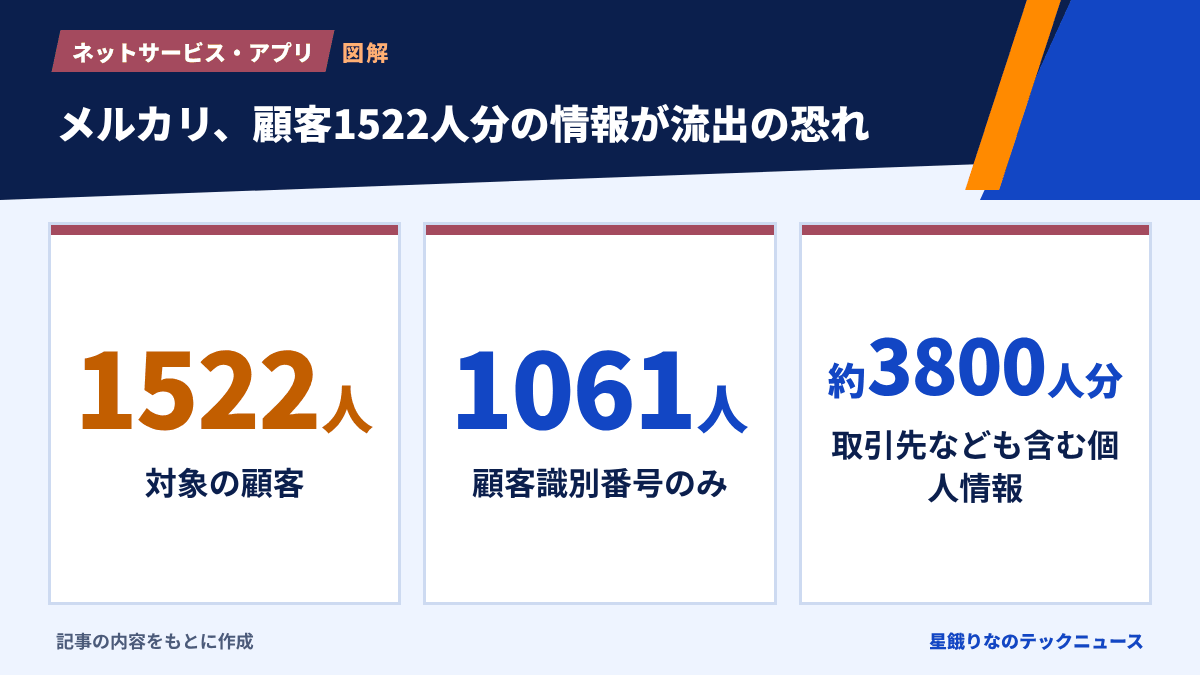 ネットサービス・アプリ 図解
メルカリ、顧客1522人分の情報が流出の恐れ
1522人
対象の顧客
1061人
顧客識別番号のみ
約3800人分
取引先なども含む個
人情報
記事の内容をもとに作成
星餓りなのテックニュース